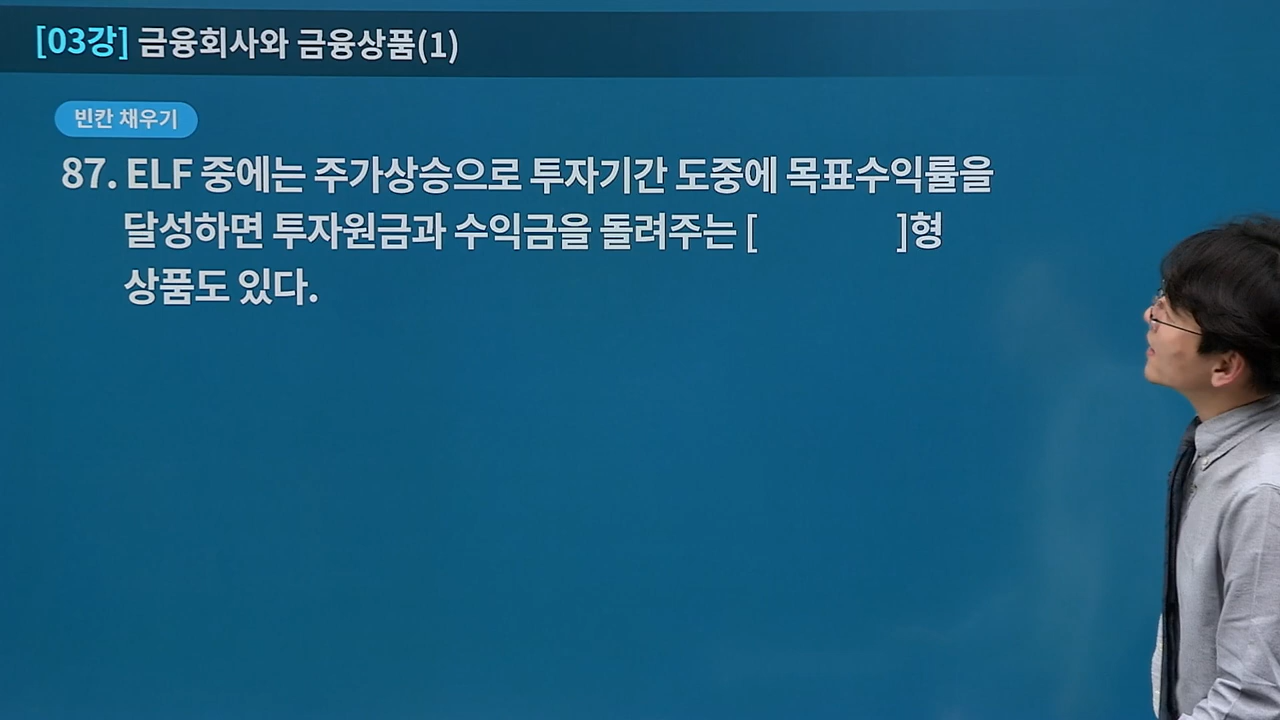 [03강] 금융회사와 금융상품(1)
빈칸 채우기
87. ELF 중에는 주가상승으로 투자기간 도중에 목표수익률을
달성하면 투자원금과 수익금을 돌려주는 [ ]형
상품도 있다.